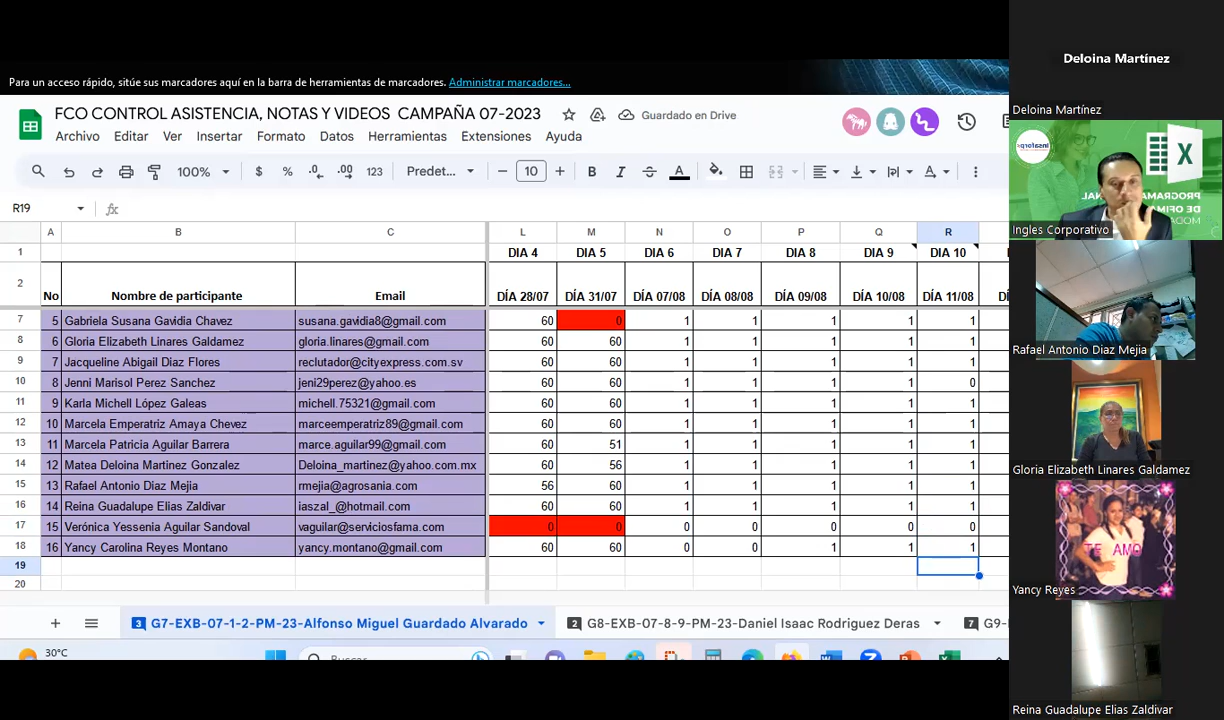 Para un acceso rápido, sitúe sus marcadores aquí en la barra de herramientas de marcadores. Administrar marcadores...
FCO CONTROL ASISTENCIA, NOTAS Y VIDEOS CAMPAÑA 07-2023
Guardado en Drive
Archivo Editar Ver Insertar Formato Datos Herramientas Extensiones Ayuda
100% $ % .0 .00 123 Predet... 10 B I A
R19 fx
A B C L M N O P Q R
1 DIA 4 DIA 5 DIA 6 DIA 7 DIA 8 DIA 9 DIA 10
2 No Nombre de participante Email DÍA 28/07 DÍA 31/07 DÍA 07/08 DÍA 08/08 DÍA 09/08 DÍA 10/08 DÍA 11/08
7 5 Gabriela Susana Gavidia Chavez susana.gavidia8@gmail.com 60 0 1 1 1 1 1
8 6 Gloria Elizabeth Linares Galdamez gloria.linares@gmail.com 60 60 1 1 1 1 1
9 7 Jacqueline Abigail Diaz Flores reclutador@cityexpress.com.sv 60 60 1 1 1 1 1
10 8 Jenni Marisol Perez Sanchez jeni29perez@yahoo.es 60 60 1 1 1 1 0
11 9 Karla Michell López Galeas michell.75321@gmail.com 60 60 1 1 1 1 1
12 10 Marcela Emperatriz Amaya Chevez marceemperatriz89@gmail.com 60 60 1 1 1 1 1
13 11 Marcela Patricia Aguilar Barrera marce.aguilar99@gmail.com 60 51 1 1 1 1 1
14 12 Matea Deloina Martinez Gonzalez Deloina_martinez@yahoo.com.mx 60 56 1 1 1 1 1
15 13 Rafael Antonio Diaz Mejia rmejia@agrosania.com 56 60 1 1 1 1 1
16 14 Reina Guadalupe Elias Zaldivar iaszal_@hotmail.com 60 60 1 1 1 1 1
17 15 Verónica Yessenia Aguilar Sandoval vaguilar@serviciosfama.com 0 0 0 0 0 0 0
18 16 Yancy Carolina Reyes Montano yancy.montano@gmail.com 60 60 0 0 1 1 1
19
20
3 G7-EXB-07-1-2-PM-23-Alfonso Miguel Guardado Alvarado 2 G8-EXB-07-8-9-PM-23-Daniel Isaac Rodriguez Deras 7 G9-
30°C
Buscar
Deloina Martínez
Deloina Martínez
X
Ingles Corporativo
Rafael Antonio Diaz Mejia
Gloria Elizabeth Linares Galdamez
TE AMO
Yancy Reyes
Reina Guadalupe Elias Zaldivar